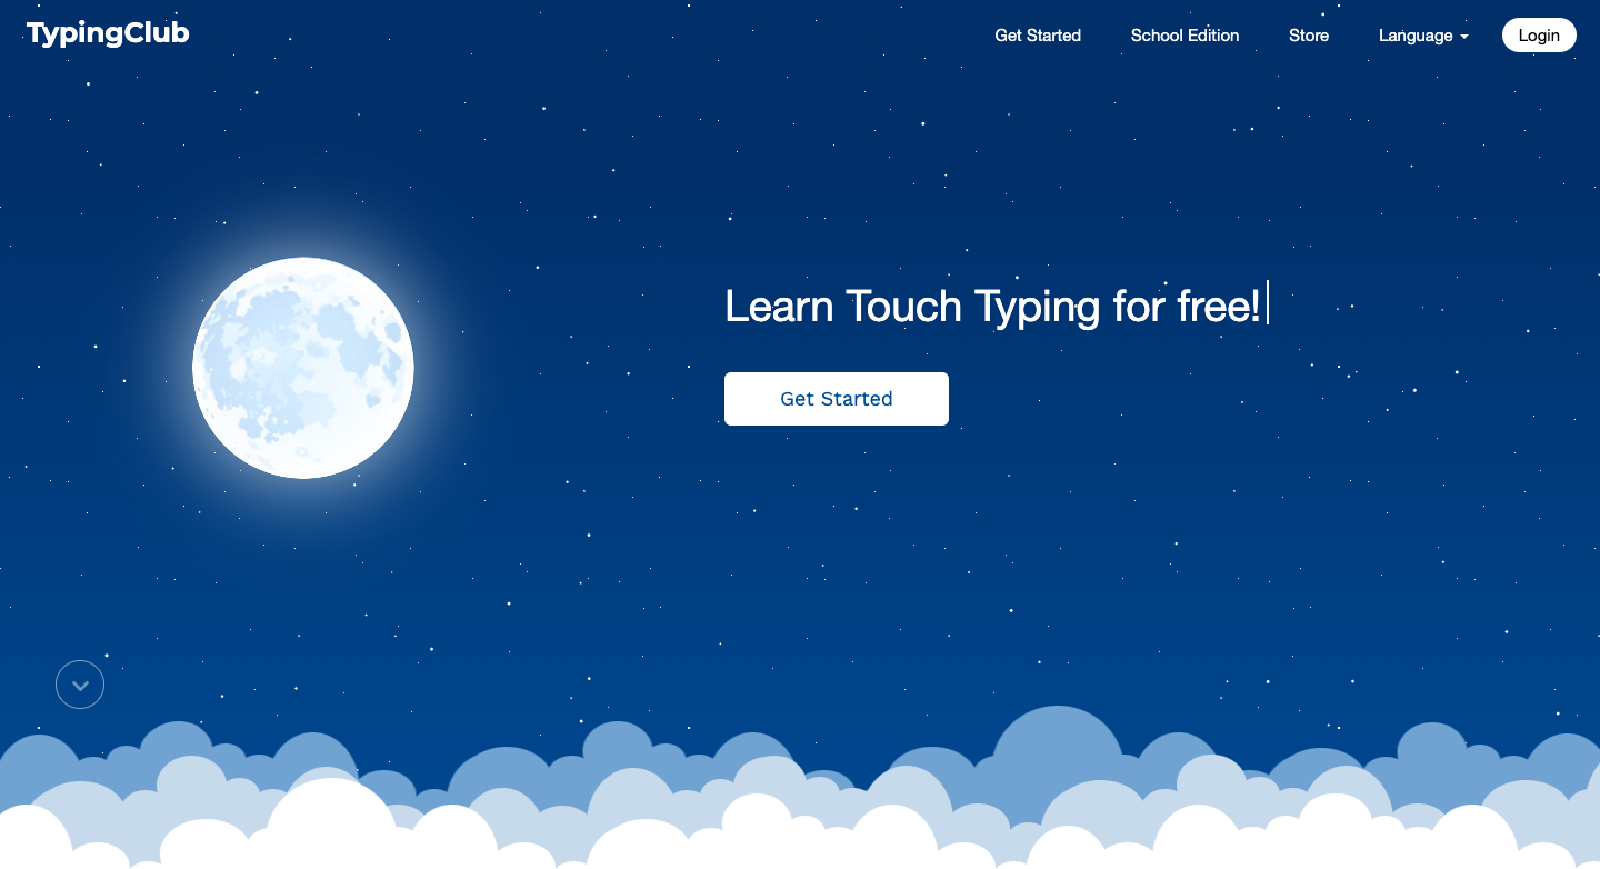 TypingClub
Get Started School Edition Store Language Login
Learn Touch Typing for free!
Get Started